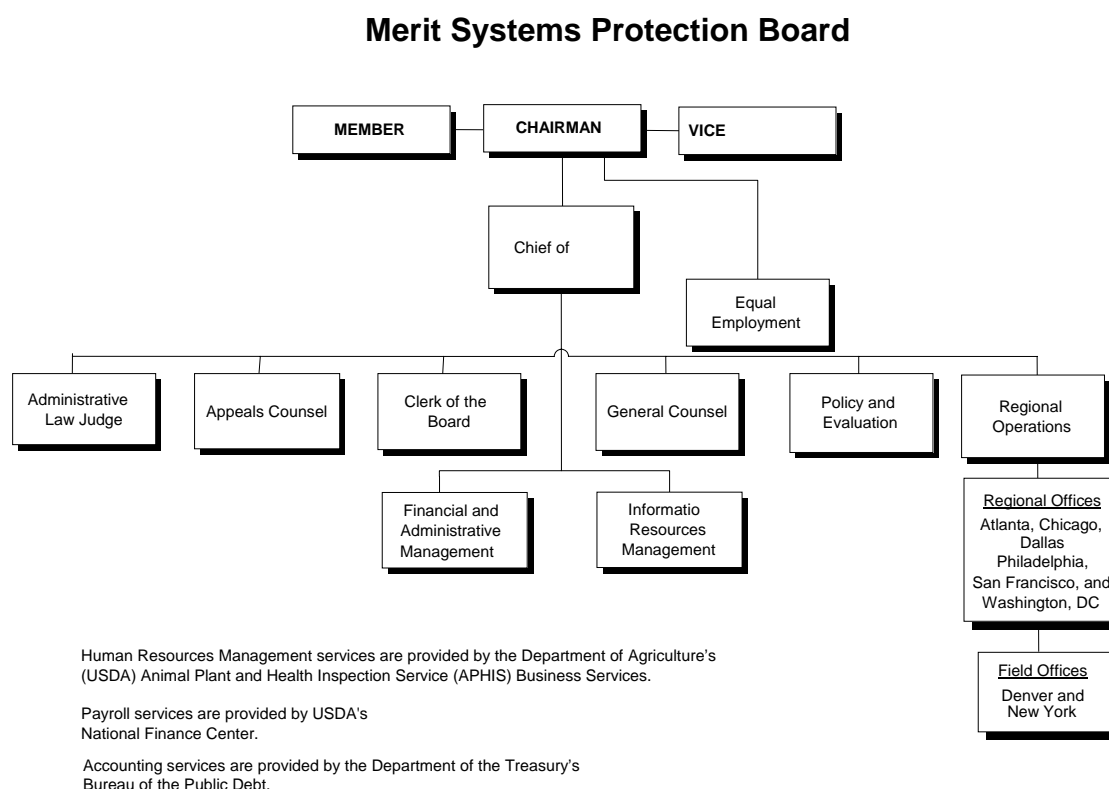 Merit Systems Protection Board
MEMBER
CHAIRMAN
VICE
Chief of
Equal
Employment
Administrative
Law Judge
Appeals Counsel
Clerk of the
Board
General Counsel
Policy and
Evaluation
Regional
Operations
Financial and
Administrative
Management
Informatio
Resources
Management
Regional Offices
Atlanta, Chicago,
Dallas
Philadelphia,
San Francisco, and
Washington, DC
Field Offices
Denver and
New York
Human Resources Management services are provided by the Department of Agriculture's
(USDA) Animal Plant and Health Inspection Service (APHIS) Business Services.
Payroll services are provided by USDA's
National Finance Center.
Accounting services are provided by the Department of the Treasury's
Bureau of the Public Debt.